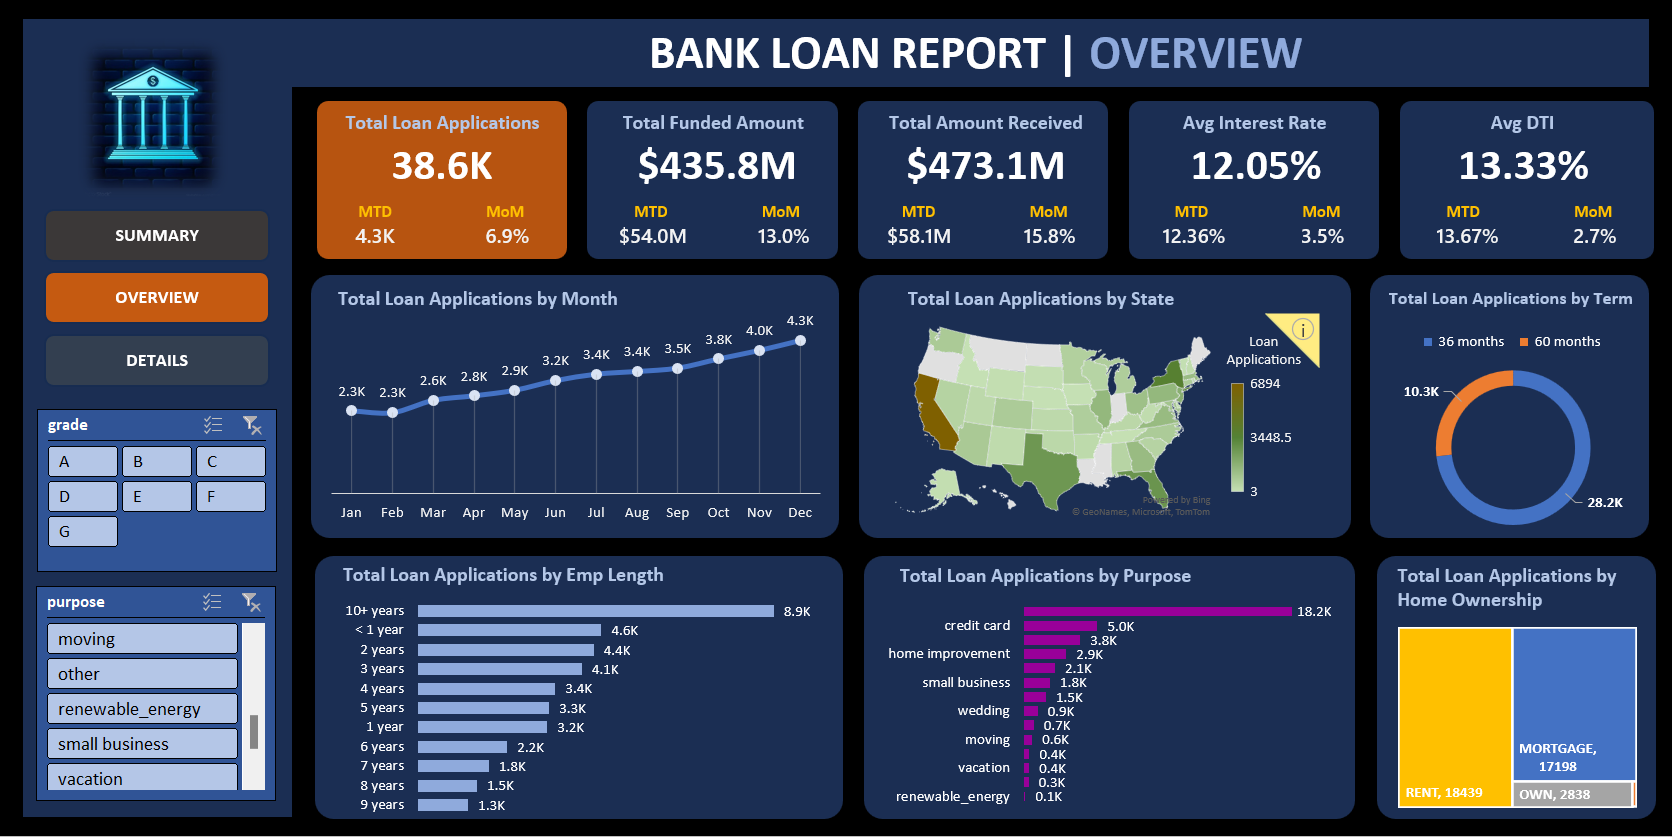 BANK LOAN REPORT | OVERVIEW
$
SUMMARY
OVERVIEW
DETAILS
grade
A B C
D E F
G
purpose
moving
other
renewable_energy
small business
vacation
Total Loan Applications
38.6K
MTD MoM
4.3K 6.9%
Total Funded Amount
$435.8M
MTD MoM
$54.0M 13.0%
Total Amount Received
$473.1M
MTD MoM
$58.1M 15.8%
Avg Interest Rate
12.05%
MTD MoM
12.36% 3.5%
Avg DTI
13.33%
MTD MoM
13.67% 2.7%
Total Loan Applications by Month
2.3K 2.3K 2.6K 2.8K 2.9K 3.2K 3.4K 3.4K 3.5K 3.8K 4.0K 4.3K
Jan Feb Mar Apr May Jun Jul Aug Sep Oct Nov Dec
Total Loan Applications by State
i
Loan
Applications
6894
3448.5
3
Powered by Bing
© GeoNames, Microsoft, TomTom
Total Loan Applications by Term
36 months 60 months
10.3K
28.2K
Total Loan Applications by Emp Length
10+ years 8.9K
< 1 year 4.6K
2 years 4.4K
3 years 4.1K
4 years 3.4K
5 years 3.3K
1 year 3.2K
6 years 2.2K
7 years 1.8K
8 years 1.5K
9 years 1.3K
Total Loan Applications by Purpose
18.2K
credit card 5.0K
3.8K
home improvement 2.9K
2.1K
small business 1.8K
1.5K
wedding 0.9K
0.7K
moving 0.6K
0.4K
vacation 0.4K
0.3K
renewable_energy 0.1K
Total Loan Applications by
Home Ownership
MORTGAGE,
17198
RENT, 18439
OWN, 2838